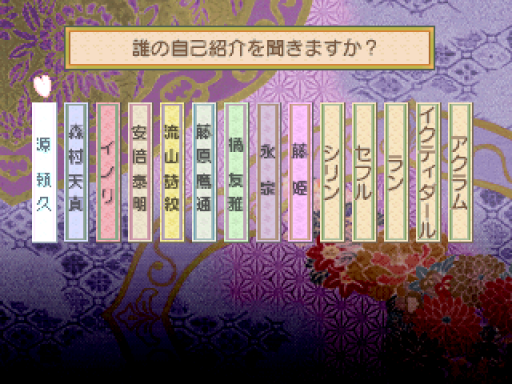 誰の自己紹介を聞きますか？
源 頼久
森村天真
イノリ
安倍泰明
流山詩紋
藤原鷹通
橘 友雅
永泉
藤姫
シリン
セフル
ラン
イクティダール
アクラム